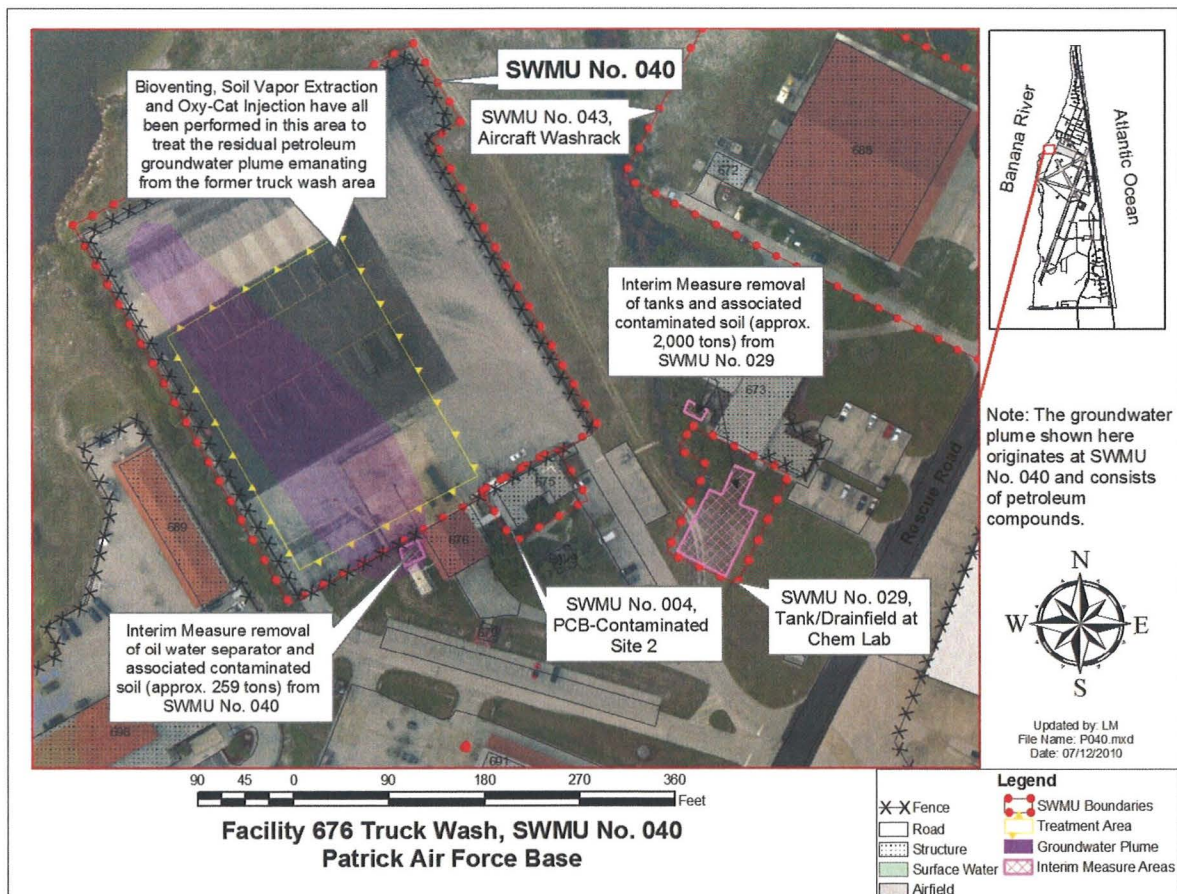 Bioventing, Soil Vapor Extraction
and Oxy-Cat Injection have all
been performed in this area to
treat the residual petroleum
groundwater plume emanating
from the former truck wash area
SWMU No. 040
SWMU No. 043,
Aircraft Washrack
688
672
Interim Measure removal
of tanks and associated
contaminated soil (approx.
2,000 tons) from
SWMU No. 029
673
Rescue Road
675
676
689
SWMU No. 004,
PCB-Contaminated
Site 2
SWMU No. 029,
Tank/Drainfield at
Chem Lab
Interim Measure removal
of oil water separator and
associated contaminated
soil (approx. 259 tons) from
SWMU No. 040
698
691
Banana River
Atlantic Ocean
Note: The groundwater
plume shown here
originates at SWMU
No. 040 and consists
of petroleum
compounds.
N
W
E
S
Updated by: LM
File Name: P040.mxd
Date: 07/12/2010
90 45 0 90 180 270 360
Feet
Facility 676 Truck Wash, SWMU No. 040
Patrick Air Force Base
Legend
Fence
Road
Structure
Surface Water
Airfield
SWMU Boundaries
Treatment Area
Groundwater Plume
Interim Measure Areas